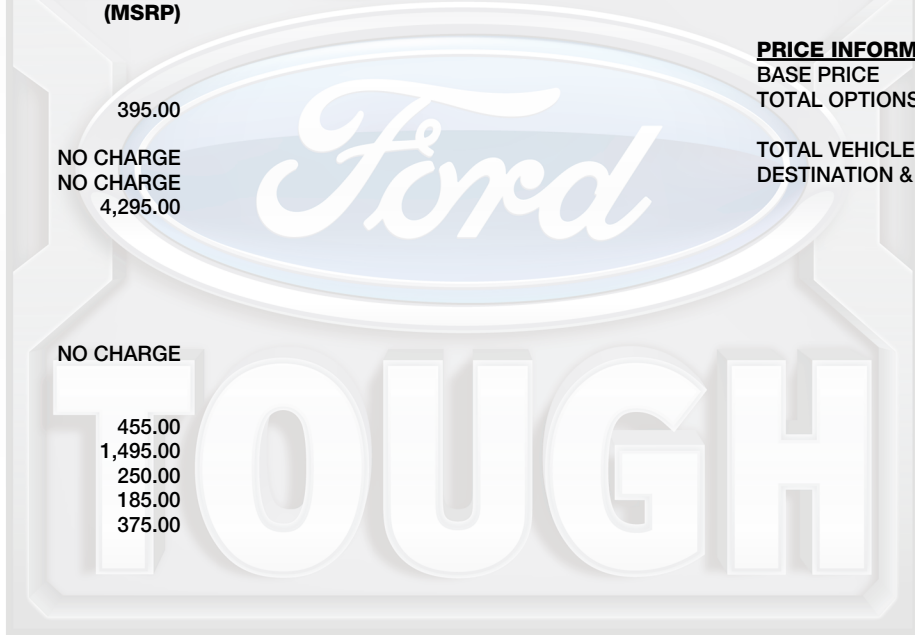 (MSRP)
395.00
NO CHARGE
NO CHARGE
4,295.00
NO CHARGE
455.00
1,495.00
250.00
185.00
375.00
PRICE INFORM
BASE PRICE
TOTAL OPTIONS
TOTAL VEHICLE
DESTINATION &
Ford
TOUGH